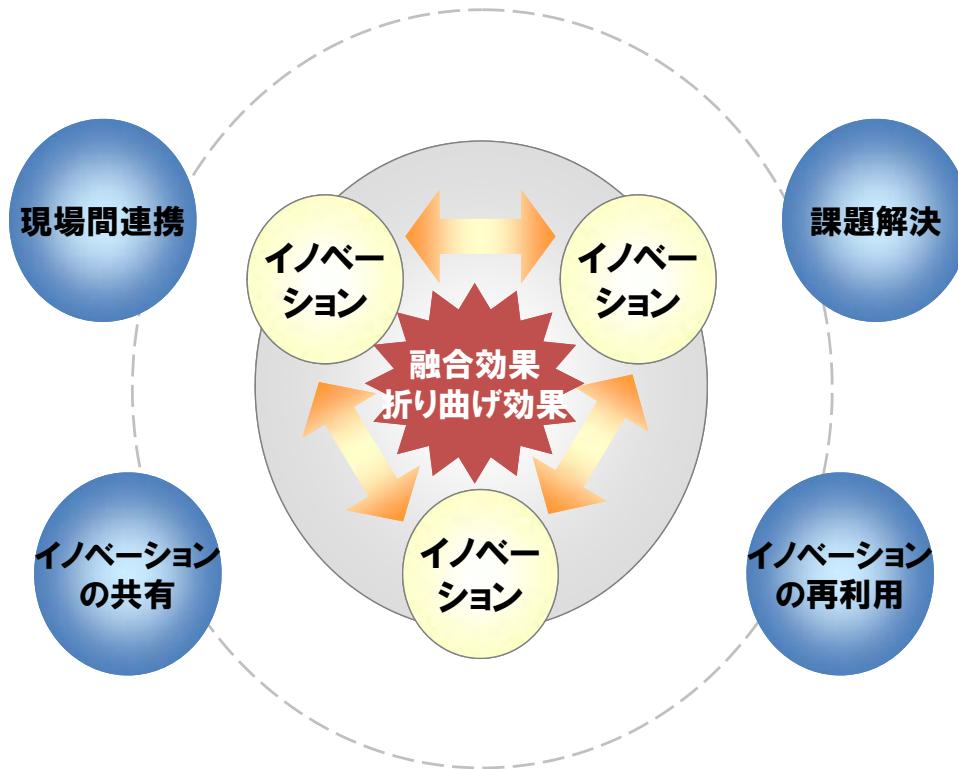 現場間連携
課題解決
イノベー
ション
イノベー
ション
融合効果
折り曲げ効果
イノベー
ション
イノベーション
の共有
イノベーション
の再利用